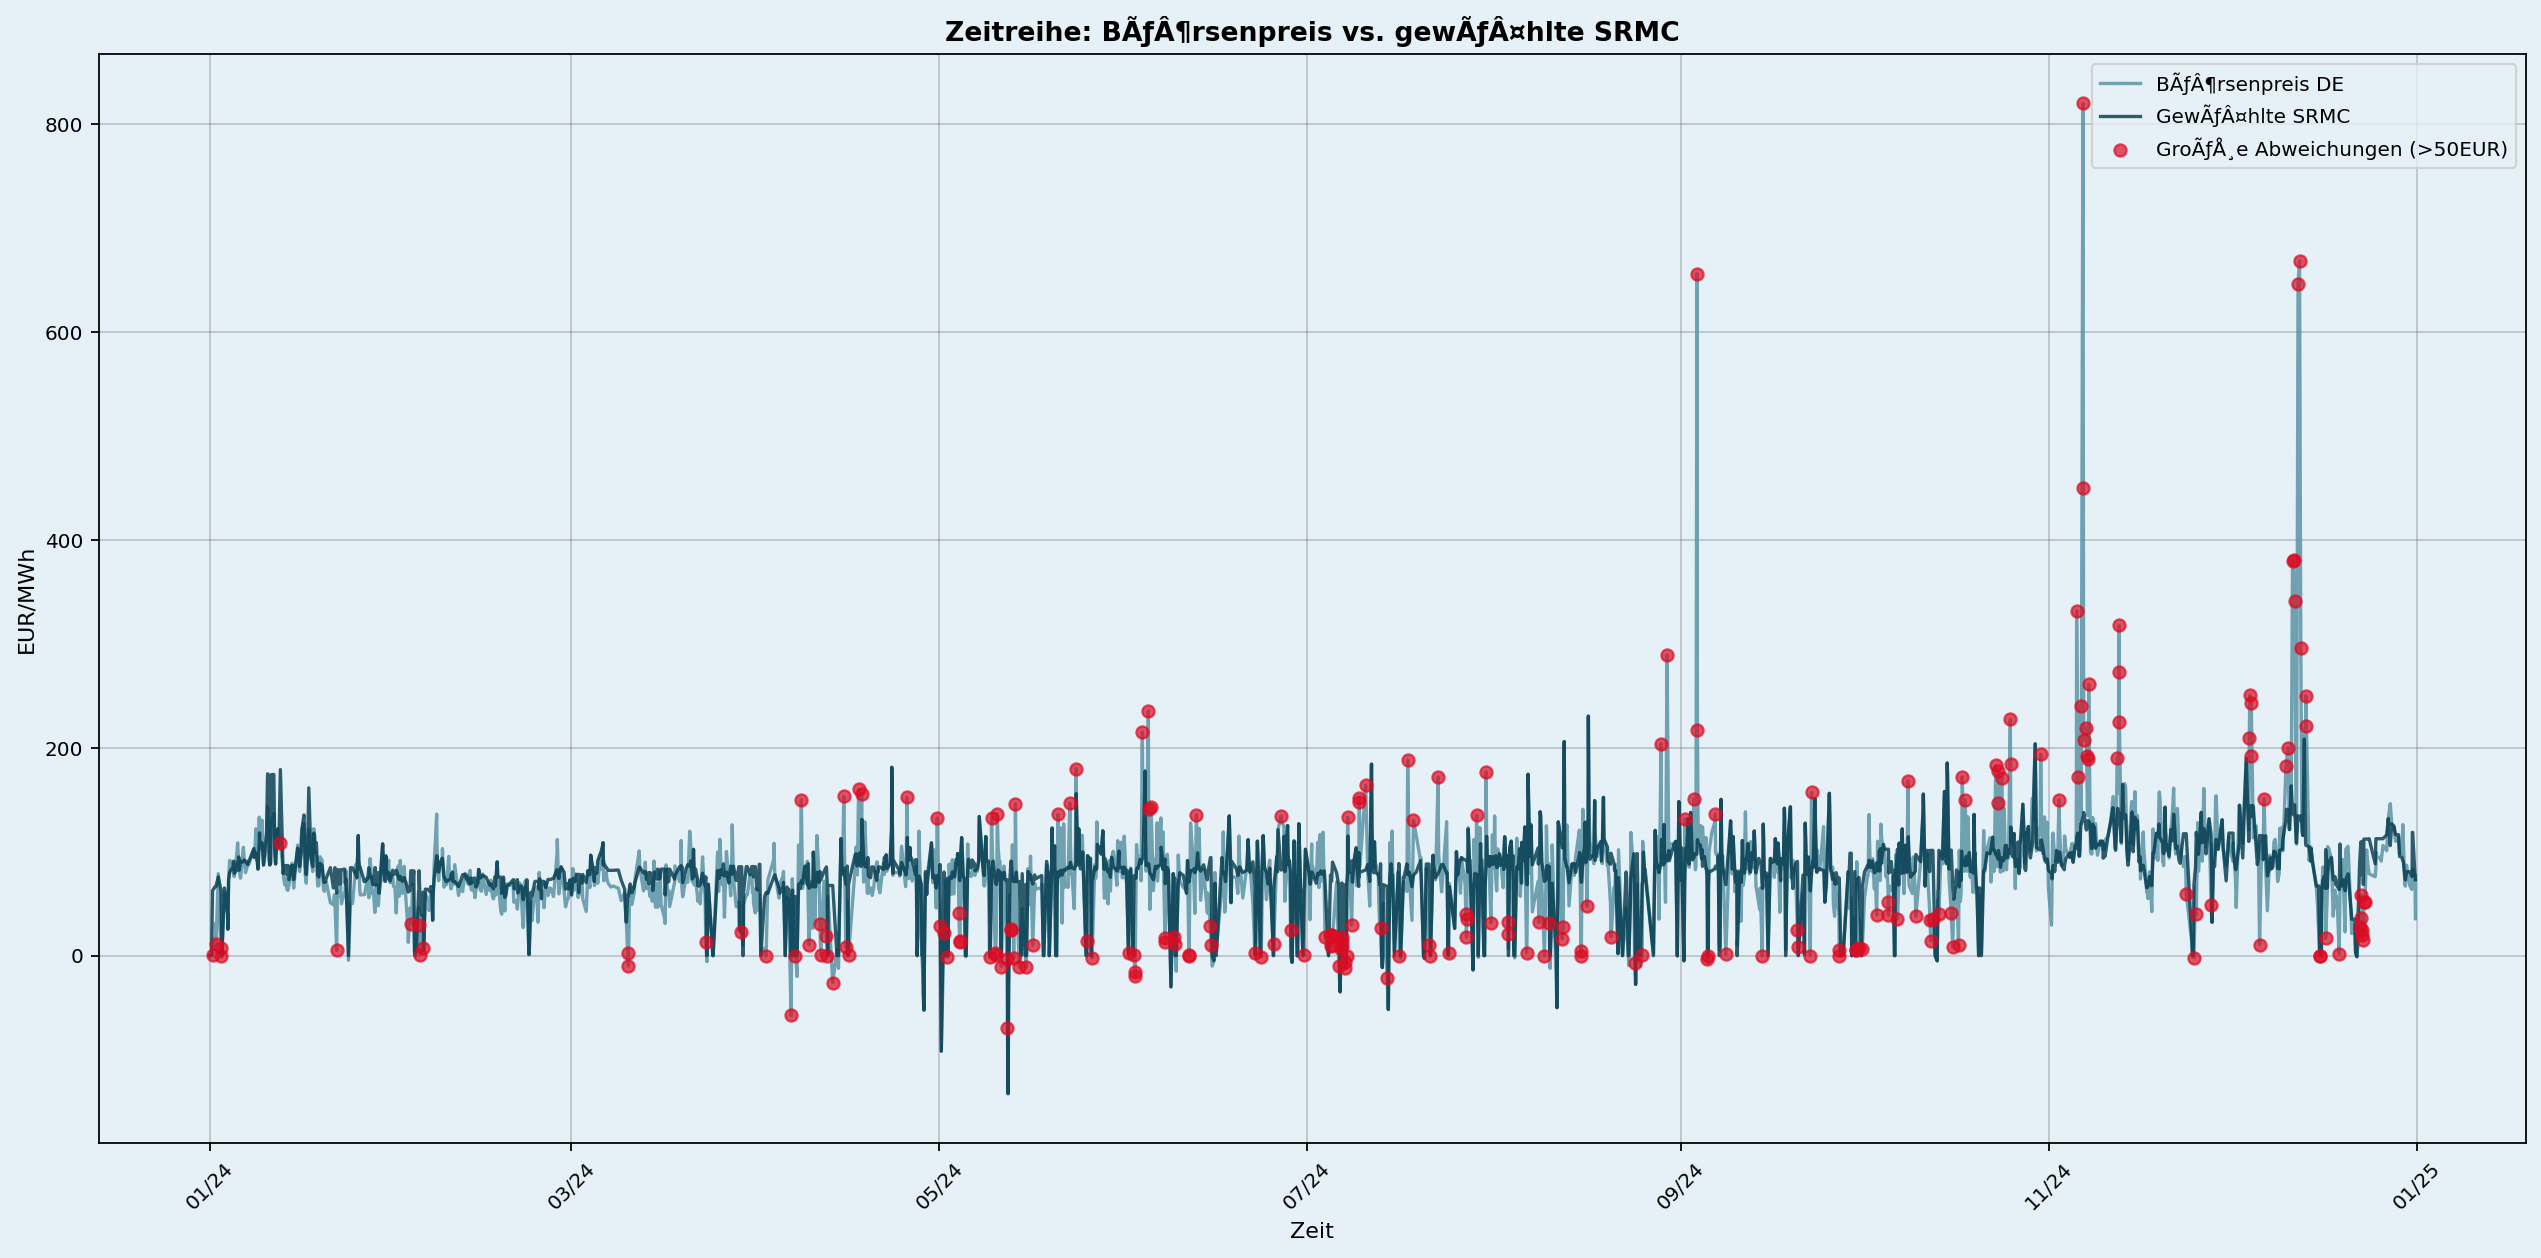 Zeitreihe: BÃƒÂ¶rsenpreis vs. gewÃƒÂ¤hlte SRMC
BÃƒÂ¶rsenpreis DE
GewÃƒÂ¤hlte SRMC
GroÃƒÅ¸e Abweichungen (>50EUR)
EUR/MWh
800
600
400
200
0
01/24
03/24
05/24
07/24
09/24
11/24
01/25
Zeit